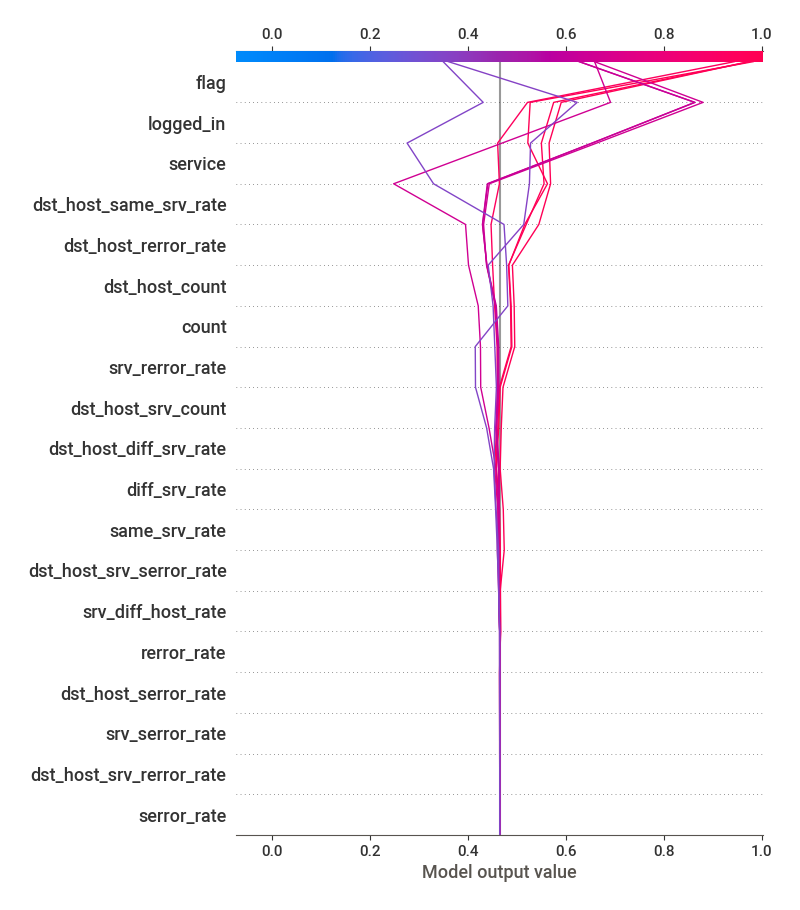 0.0 0.2 0.4 0.6 0.8 1.0
flag
logged_in
service
dst_host_same_srv_rate
dst_host_rerror_rate
dst_host_count
count
srv_rerror_rate
dst_host_srv_count
dst_host_diff_srv_rate
diff_srv_rate
same_srv_rate
dst_host_srv_serror_rate
srv_diff_host_rate
rerror_rate
dst_host_serror_rate
srv_serror_rate
dst_host_srv_rerror_rate
serror_rate
0.0 0.2 0.4 0.6 0.8 1.0
Model output value